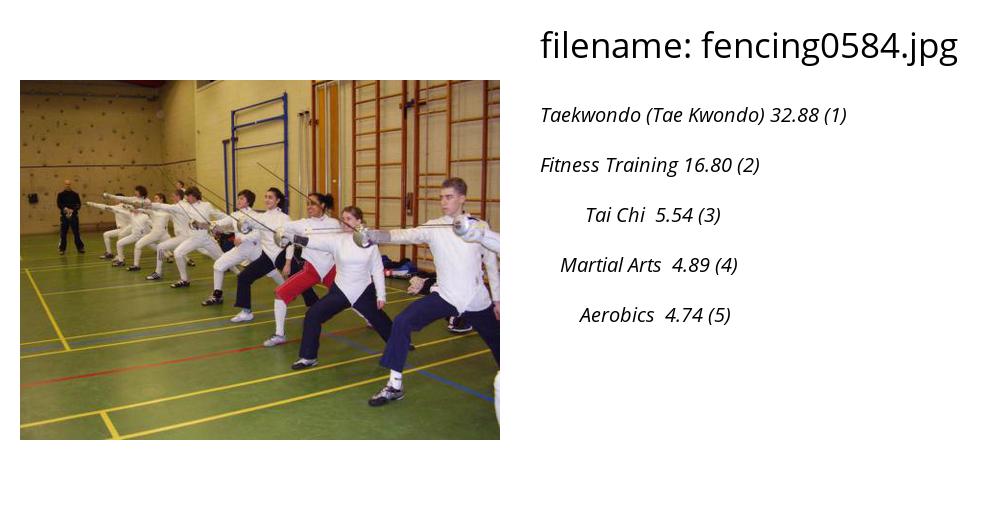 filename: fencing0584.jpg
Taekwondo (Tae Kwondo) 32.88 (1)
Fitness Training 16.80 (2)
Tai Chi 5.54 (3)
Martial Arts 4.89 (4)
Aerobics 4.74 (5)